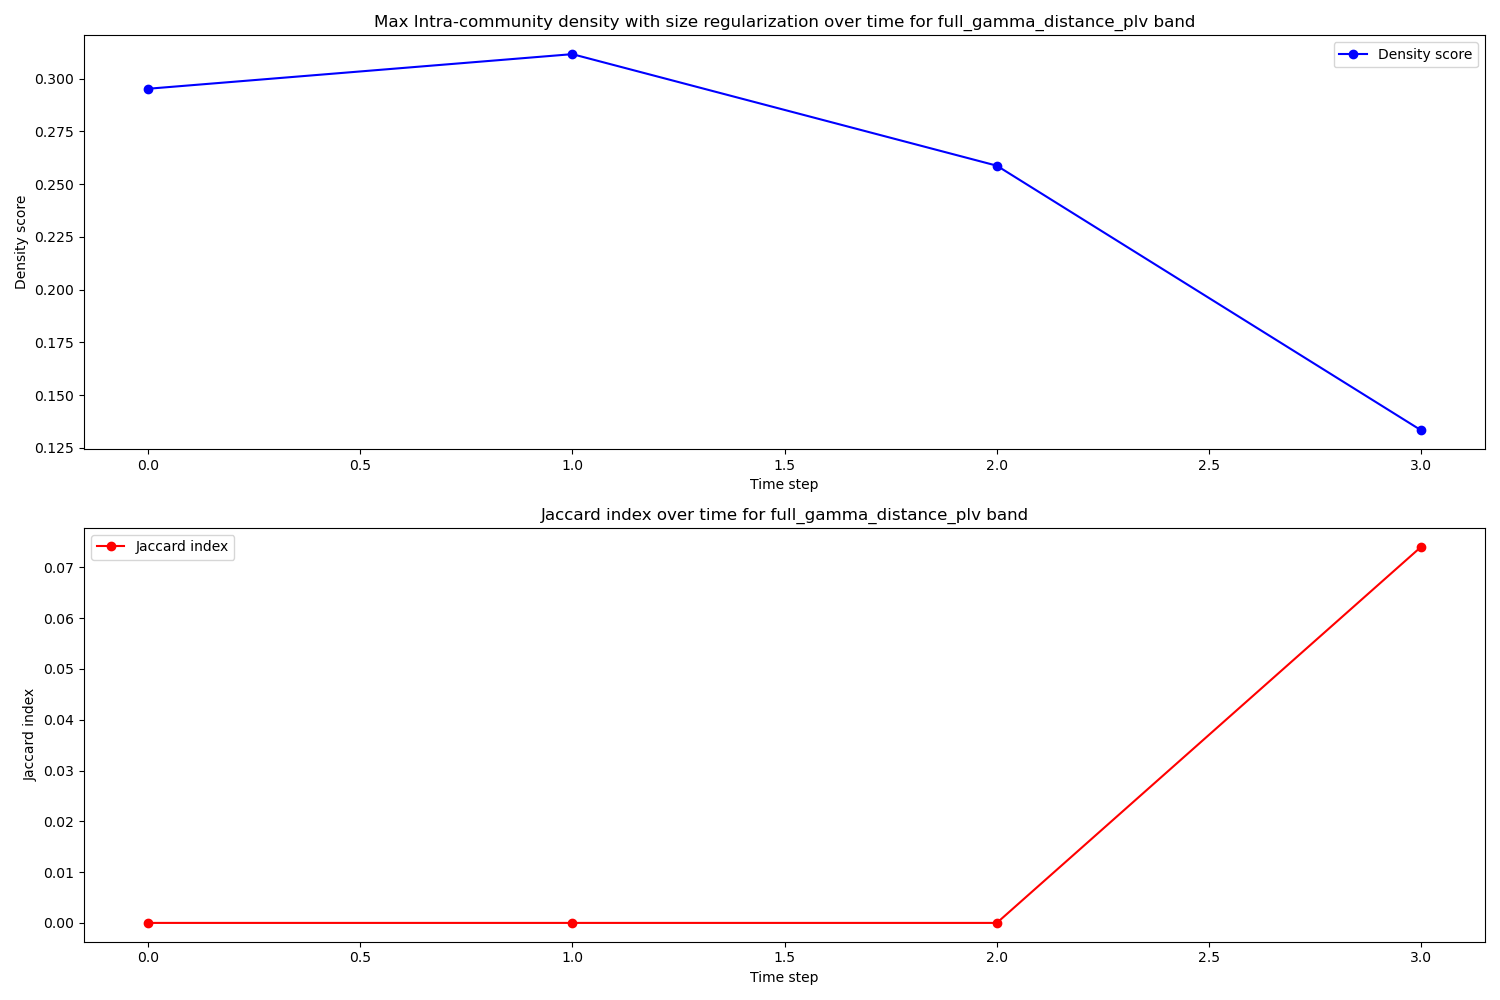 Max Intra-community density with size regularization over time for full_gamma_distance_plv band
Density score
0.300
0.275
0.250
0.225
0.200
0.175
0.150
0.125
Density score
0.0 0.5 1.0 1.5 2.0 2.5 3.0
Time step
Jaccard index over time for full_gamma_distance_plv band
Jaccard index
0.07
0.06
0.05
0.04
0.03
0.02
0.01
0.00
Jaccard index
0.0 0.5 1.0 1.5 2.0 2.5 3.0
Time step